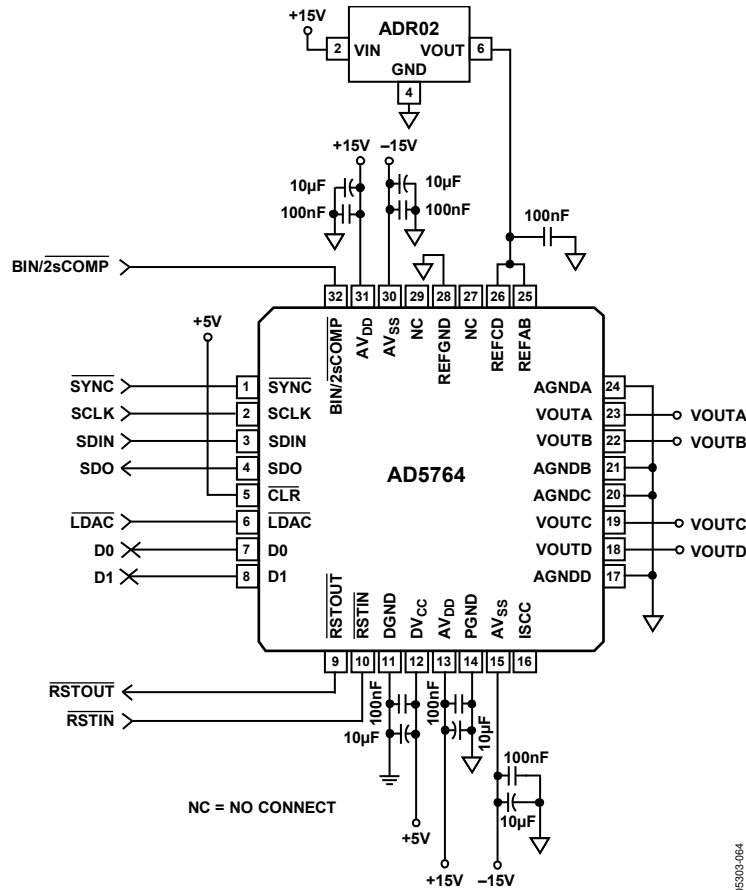 +15V
ADR02
2 VIN VOUT 6
GND
4
+15V –15V
10µF 10µF
100nF 100nF
100nF
BIN/2sCOMP
32 31 30 29 28 27 26 25
+5V
BIN/2sCOMP
AVDD
AVSS
NC
REFGND
NC
REFCD
REFAB
SYNC 1 SYNC
SCLK 2 SCLK
SDIN 3 SDIN
SDO 4 SDO
5 CLR
LDAC 6 LDAC
D0 7 D0
D1 8 D1
AD5764
AGNDA 24
VOUTA 23 VOUTA
VOUTB 22 VOUTB
AGNDB 21
AGNDC 20
VOUTC 19 VOUTC
VOUTD 18 VOUTD
AGNDD 17
RSTOUT
RSTIN
DGND
DVCC
AVDD
PGND
AVSS
ISCC
9 10 11 12 13 14 15 16
RSTOUT
RSTIN
100nF
10µF
100nF
10µF
100nF
10µF
NC = NO CONNECT
+5V
+15V –15V
05303-064